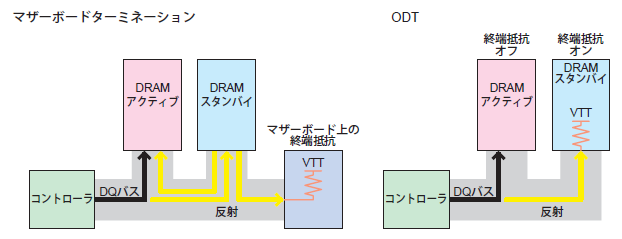 マザーボードターミネーション
DRAM
アクティブ
DRAM
スタンバイ
マザーボード上の
終端抵抗
VTT
コントローラ
DQバス
反射
ODT
終端抵抗
オフ
終端抵抗
オン
DRAM
アクティブ
DRAM
スタンバイ
VTT
コントローラ
DQバス
反射